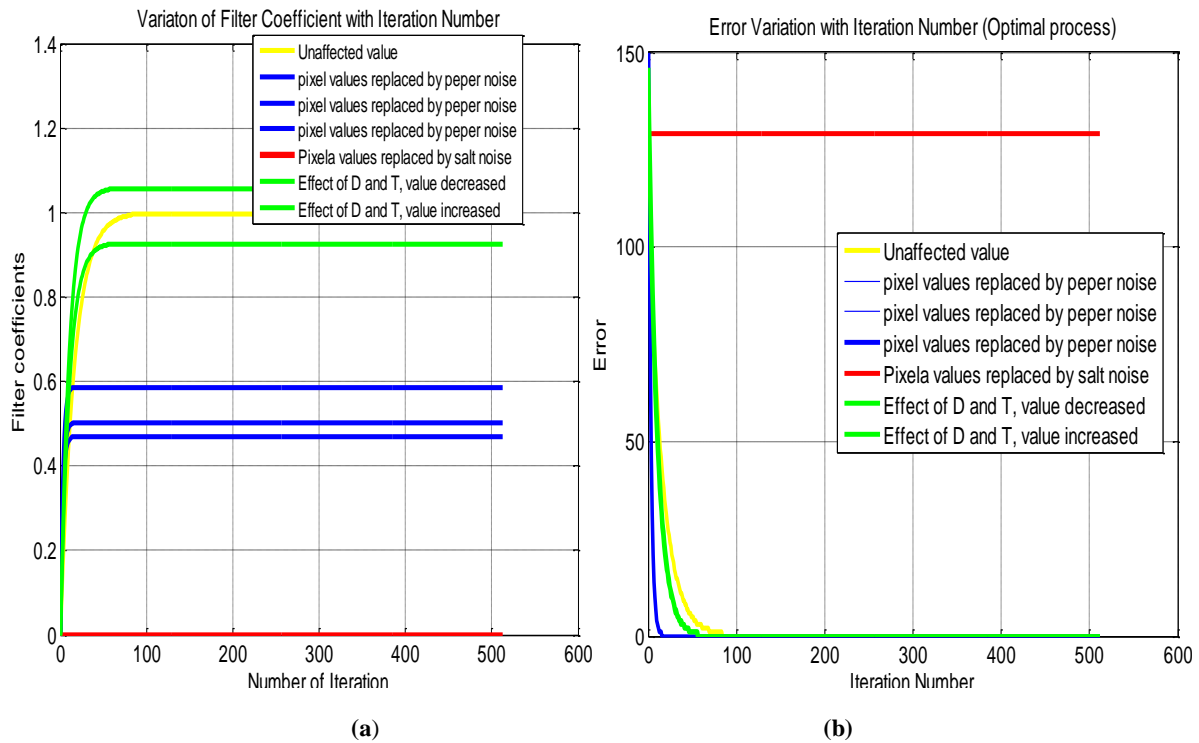 Variaton of Filter Coefficient with Iteration Number
1.4
1.2
1
0.8
0.6
0.4
0.2
0
Filter coefficients
Unaffected value
pixel values replaced by peper noise
pixel values replaced by peper noise
pixel values replaced by peper noise
Pixela values replaced by salt noise
Effect of D and T, value decreased
Effect of D and T, value increased
0 100 200 300 400 500 600
Number of Iteration
(a)
Error Variation with Iteration Number (Optimal process)
150
100
50
0
Error
Unaffected value
pixel values replaced by peper noise
pixel values replaced by peper noise
pixel values replaced by peper noise
Pixela values replaced by salt noise
Effect of D and T, value decreased
Effect of D and T, value increased
0 100 200 300 400 500 600
Iteration Number
(b)